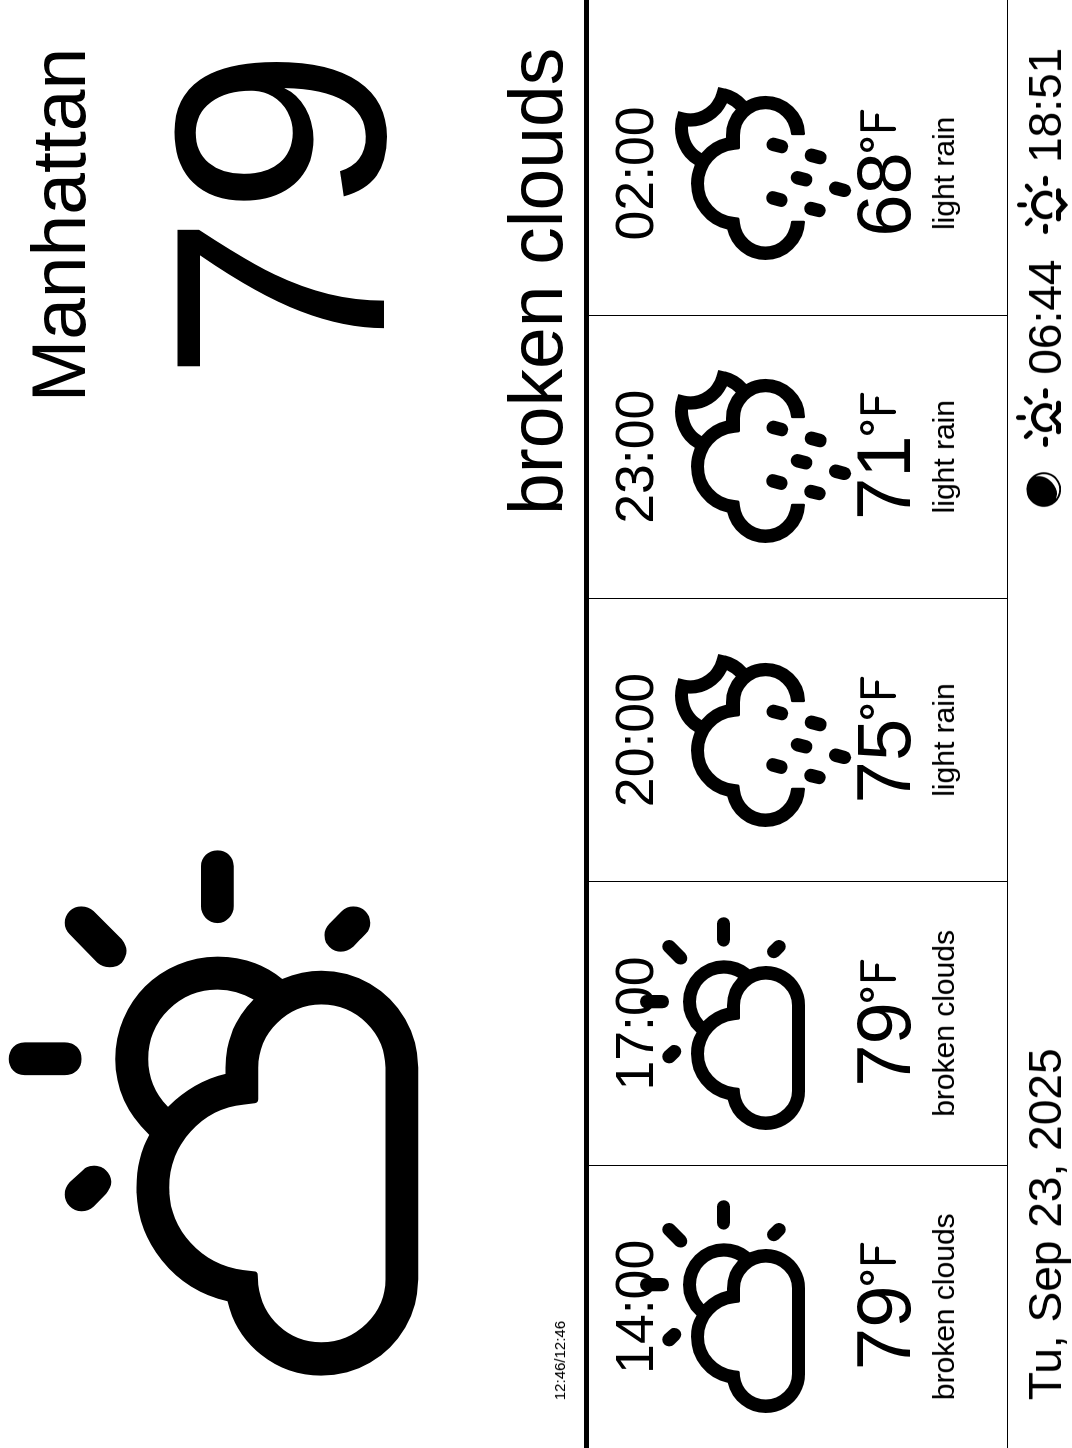 Manhattan
79
broken clouds
12:46/12:46
14:00
79°F
broken clouds
17:00
79°F
broken clouds
20:00
75°F
light rain
23:00
71°F
light rain
02:00
68°F
light rain
Tu, Sep 23, 2025
06:44
18:51